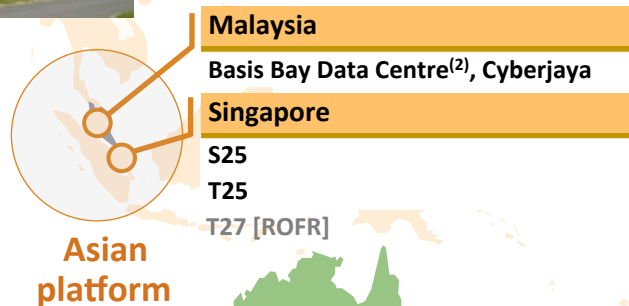 Malaysia
Basis Bay Data Centre(2), Cyberjaya
Singapore
S25
T25
T27 [ROFR]
Asian
platform